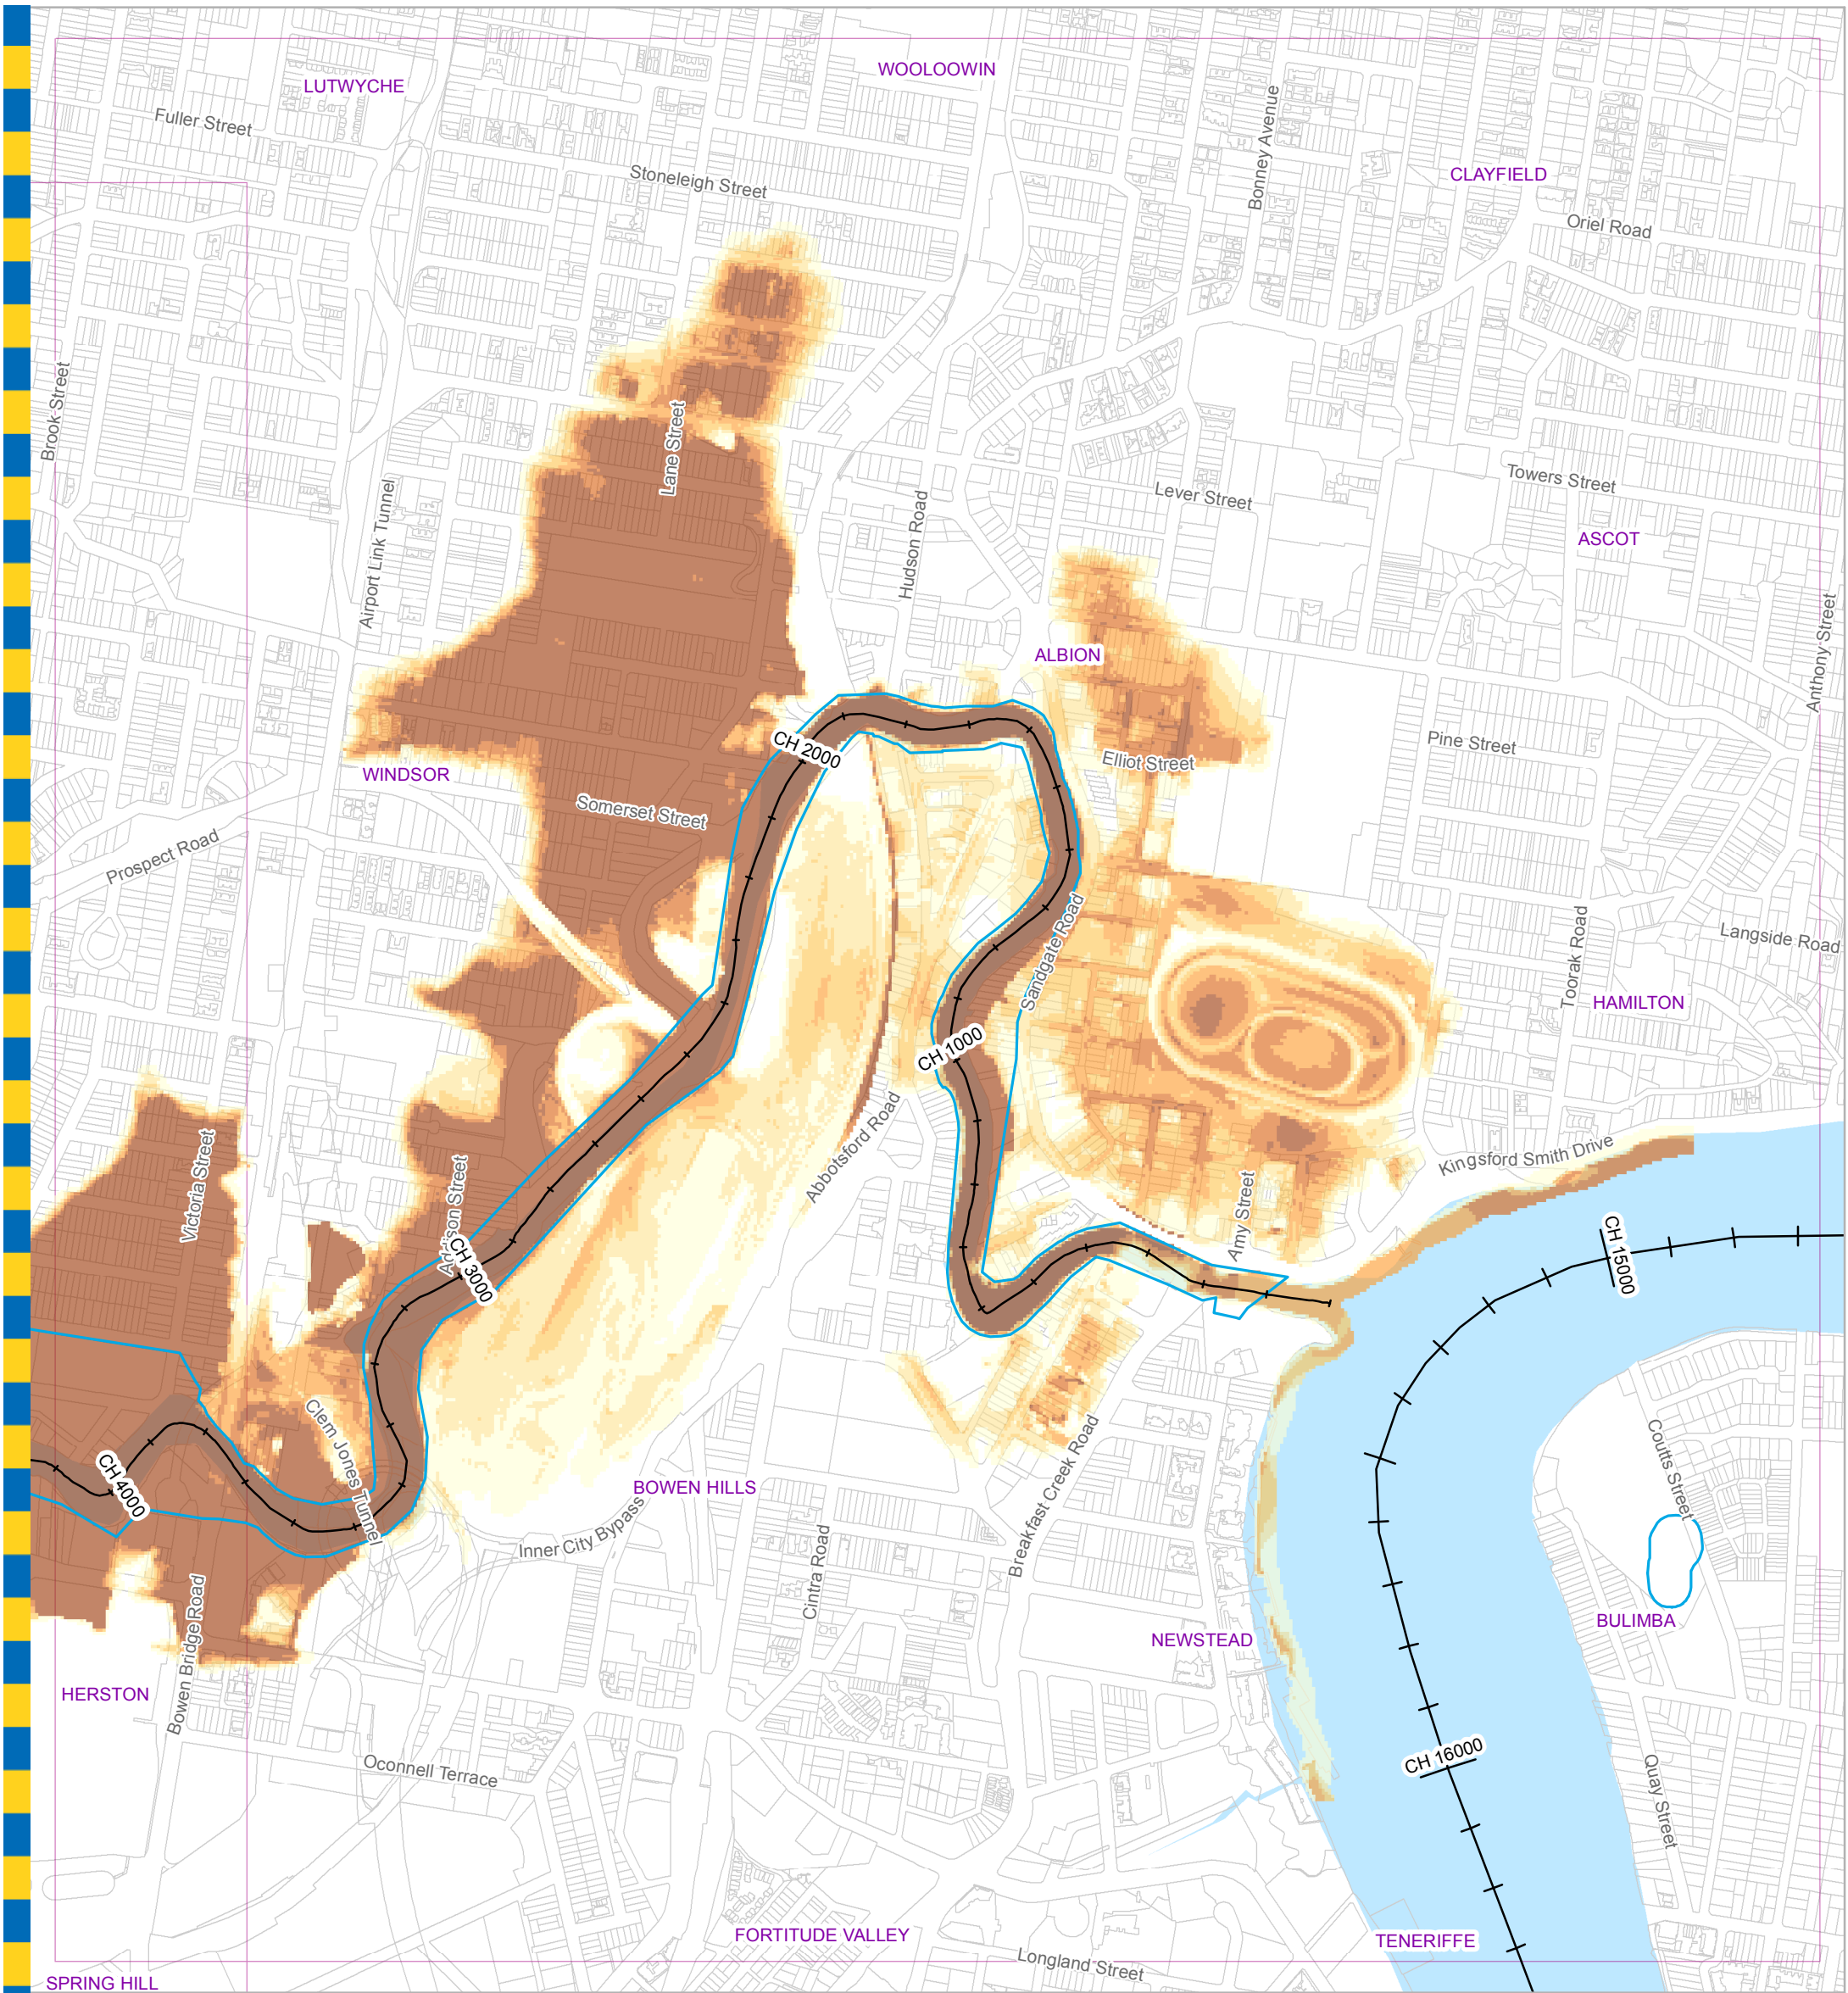 WOOLOOWIN
LUTWYCHE
Fuller Street
Stoneleigh Street
Bonney Avenue
CLAYFIELD
Oriel Road
Brook Street
Lane Street
Airport Link Tunnel
Hudson Road
Lever Street
Towers Street
ASCOT
Anthony Street
ALBION
Elliot Street
Pine Street
CH 2000
WINDSOR
Somerset Street
Prospect Road
Sandgate Road
Toorak Road
Langside Road
HAMILTON
CH 1000
Abbotsford Road
Kingsford Smith Drive
Victoria Street
Addison Street
Amy Street
CH 3000
CH 15000
Clem Jones Tunnel
CH 4000
BOWEN HILLS
Inner City Bypass
Breakfast Creek Road
Coutts Street
Cintra Road
BULIMBA
NEWSTEAD
Bowen Bridge Road
HERSTON
Oconnell Terrace
CH 16000
Quay Street
FORTITUDE VALLEY
TENERIFFE
Longland Street
SPRING HILL